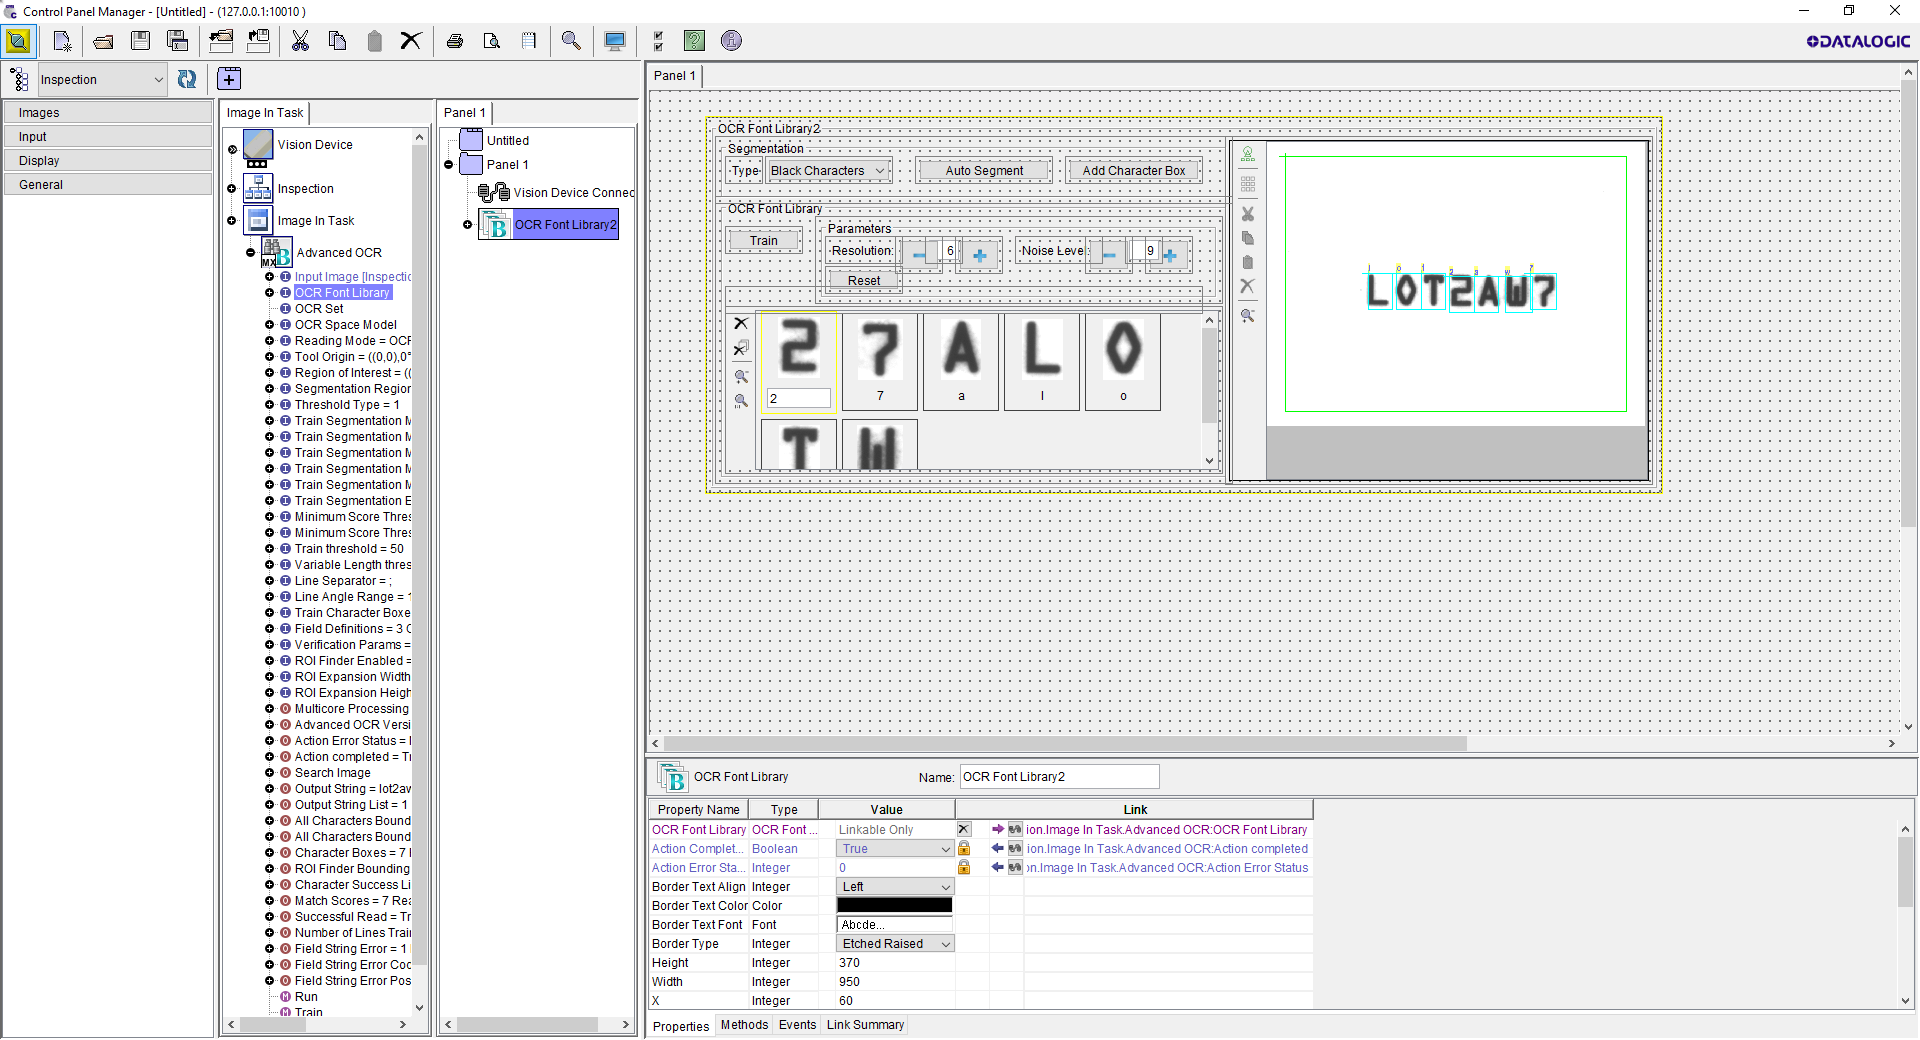 Control Panel Manager - [Untitled] - (127.0.0.1:10010 )
DATALOGIC
Inspection
Images
Input
Display
General
Image In Task
Vision Device
Inspection
Image In Task
Advanced OCR
Input Image [Inspectio
OCR Font Library
OCR Set
OCR Space Model
Reading Mode = OCR
Tool Origin = ((0,0),0°
Region of Interest = ((
Segmentation Region
Threshold Type = 1
Train Segmentation M
Train Segmentation M
Train Segmentation M
Train Segmentation M
Train Segmentation M
Train Segmentation E
Minimum Score Thres
Minimum Score Thres
Train threshold = 50
Variable Length thres
Line Separator = ;
Line Angle Range = 1
Train Character Boxe
Field Definitions = 3 C
Verification Params =
ROI Finder Enabled =
ROI Expansion Width
ROI Expansion Heigh
Multicore Processing
Advanced OCR Versi
Action Error Status = 
Action completed = Tr
Search Image
Output String = lot2aw
Output String List = 1
All Characters Bound
All Characters Bound
Character Boxes = 7
ROI Finder Bounding
Character Success Li
Match Scores = 7 Rea
Successful Read = Tr
Number of Lines Trai
Field String Error = 1
Field String Error Coo
Field String Error Pos
Run
Train
Panel 1
Untitled
Panel 1
Vision Device Connec
OCR Font Library2
Panel 1
OCR Font Library2
Segmentation
Type Black Characters Auto Segment Add Character Box
OCR Font Library
Train
Parameters
Resolution: 6 Noise Level: 9
Reset
2 7 A L O
2 7 a l o
T W
l o t 2 a w 7
LOT2AW7
OCR Font Library Name: OCR Font Library2
Property Name Type Value Link
OCR Font Library OCR Font ... Linkable Only ion.Image In Task.Advanced OCR:OCR Font Library
Action Complet... Boolean True ion.Image In Task.Advanced OCR:Action completed
Action Error Sta... Integer 0 on.Image In Task.Advanced OCR:Action Error Status
Border Text Align Integer Left
Border Text Color Color
Border Text Font Font Abcde...
Border Type Integer Etched Raised
Height Integer 370
Width Integer 950
X Integer 60
Properties Methods Events Link Summary